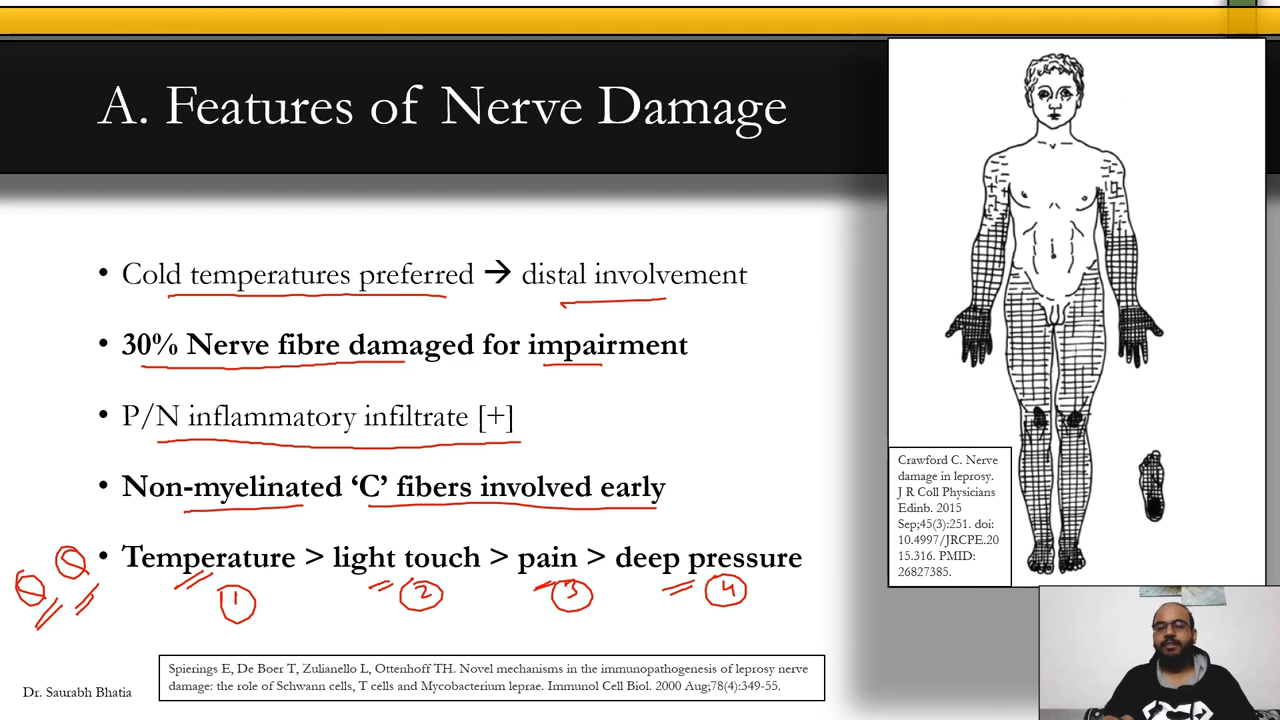 A. Features of Nerve Damage
• Cold temperatures preferred → distal involvement
• 30% Nerve fibre damaged for impairment
• P/N inflammatory infiltrate [+]
• Non-myelinated ‘C’ fibers involved early
• Temperature > light touch > pain > deep pressure
1 2 3 4
Crawford C. Nerve
damage in leprosy.
J R Coll Physicians
Edinb. 2015
Sep;45(3):251. doi:
10.4997/JRCPE.20
15.316. PMID:
26827385.
Spierings E, De Boer T, Zulianello L, Ottenhoff TH. Novel mechanisms in the immunopathogenesis of leprosy nerve
damage: the role of Schwann cells, T cells and Mycobacterium leprae. Immunol Cell Biol. 2000 Aug;78(4):349-55.
Dr. Saurabh Bhatia